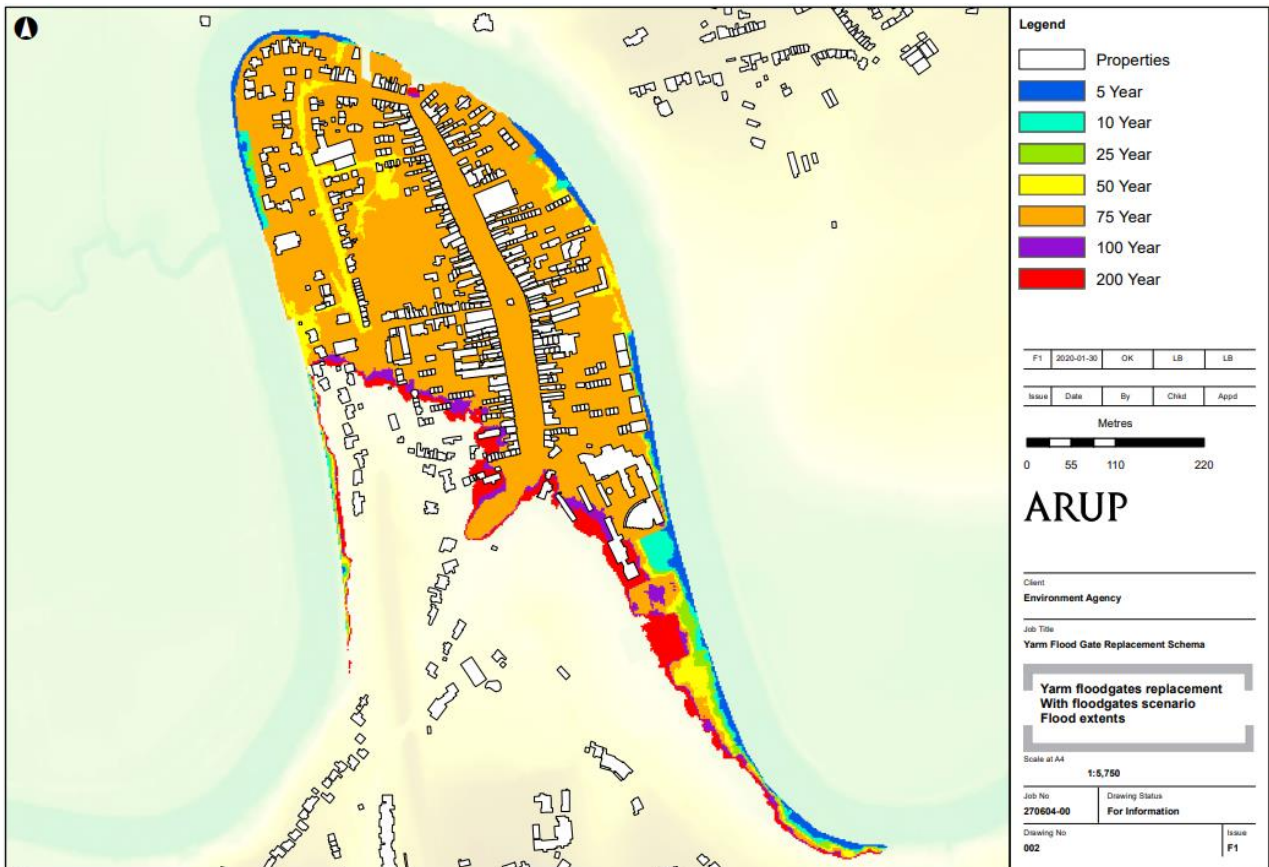 Legend
Properties
5 Year
10 Year
25 Year
50 Year
75 Year
100 Year
200 Year
F1 2020-01-30 OK LB LB
Issue Date By Chkd Appd
Metres
0 55 110 220
ARUP
Client
Environment Agency
Job Title
Yarm Flood Gate Replacement Schema
Yarm floodgates replacement
With floodgates scenario
Flood extents
Scale at A4
1:5,750
Job No Drawing Status
270604-00 For Information
Drawing No Issue
002 F1